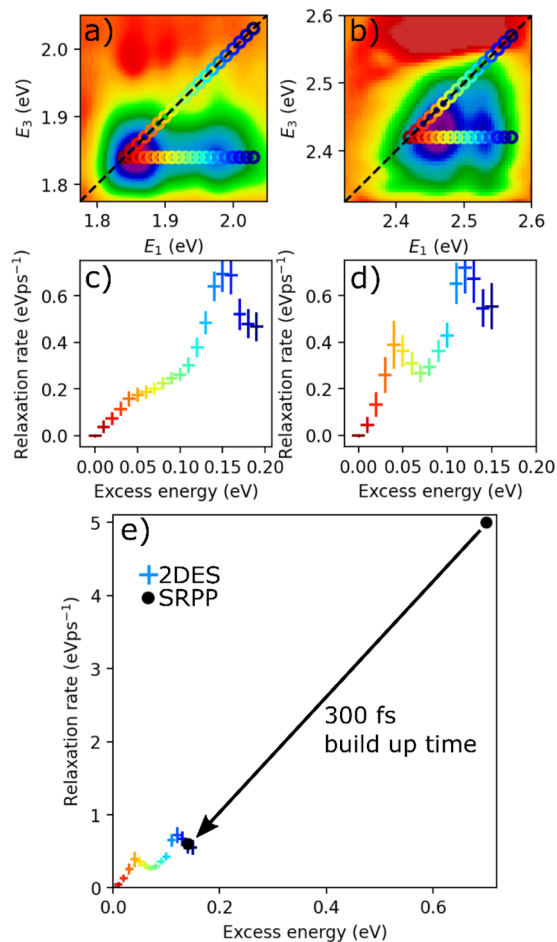 a)
b)
2.0
1.9
1.8
E₃ (eV)
1.8 1.9 2.0
E₁ (eV)
2.6
2.5
2.4
E₃ (eV)
2.4 2.5 2.6
E₁ (eV)
c)
d)
0.6
0.4
0.2
0.0
Relaxation rate (eVps⁻¹)
0.00 0.05 0.10 0.15 0.20
Excess energy (eV)
0.6
0.4
0.2
0.0
Relaxation rate (eVps⁻¹)
0.00 0.05 0.10 0.15 0.20
Excess energy (eV)
e)
2DES
SRPP
300 fs
build up time
5
4
3
2
1
0
Relaxation rate (eVps⁻¹)
0.0 0.2 0.4 0.6
Excess energy (eV)